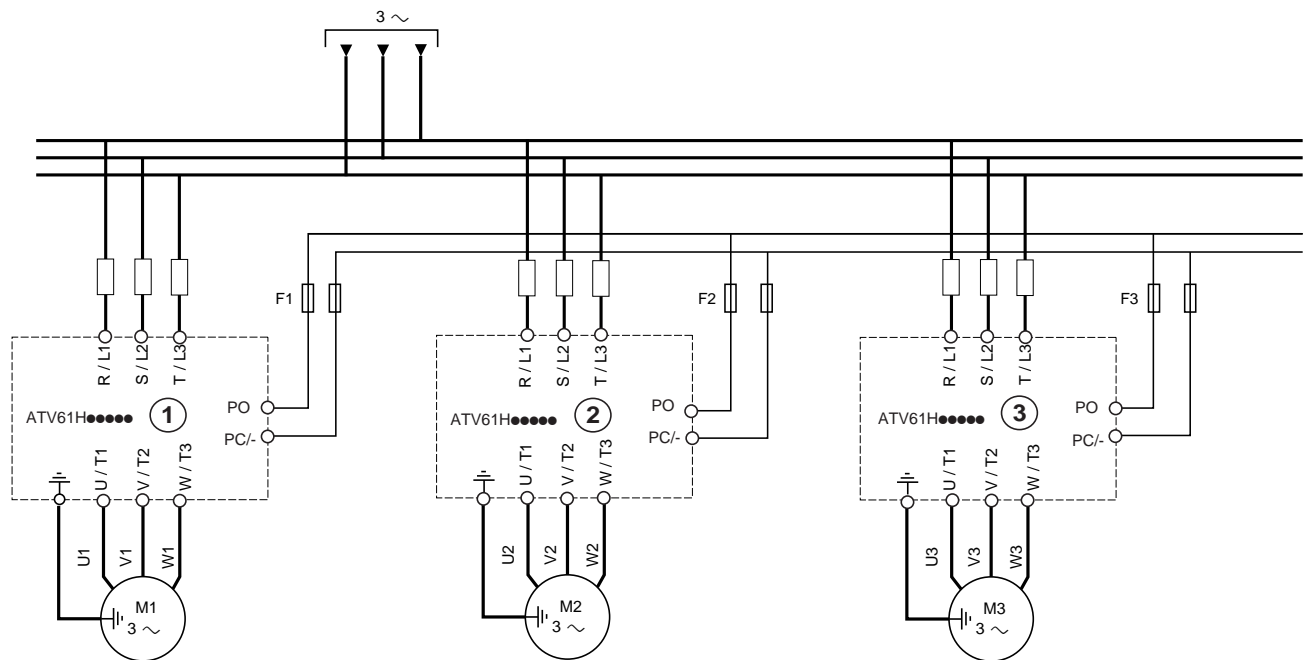 3 ~
F1
F2
F3
R / L1
S / L2
T / L3
R / L1
S / L2
T / L3
R / L1
S / L2
T / L3
ATV61H●●●●●
1
PO
PC/-
ATV61H●●●●●
2
PO
PC/-
ATV61H●●●●●
3
PO
PC/-
U / T1
V / T2
W / T3
U / T1
V / T2
W / T3
U / T1
V / T2
W / T3
U1
V1
W1
U2
V2
W2
U3
V3
W3
M1
3 ~
M2
3 ~
M3
3 ~